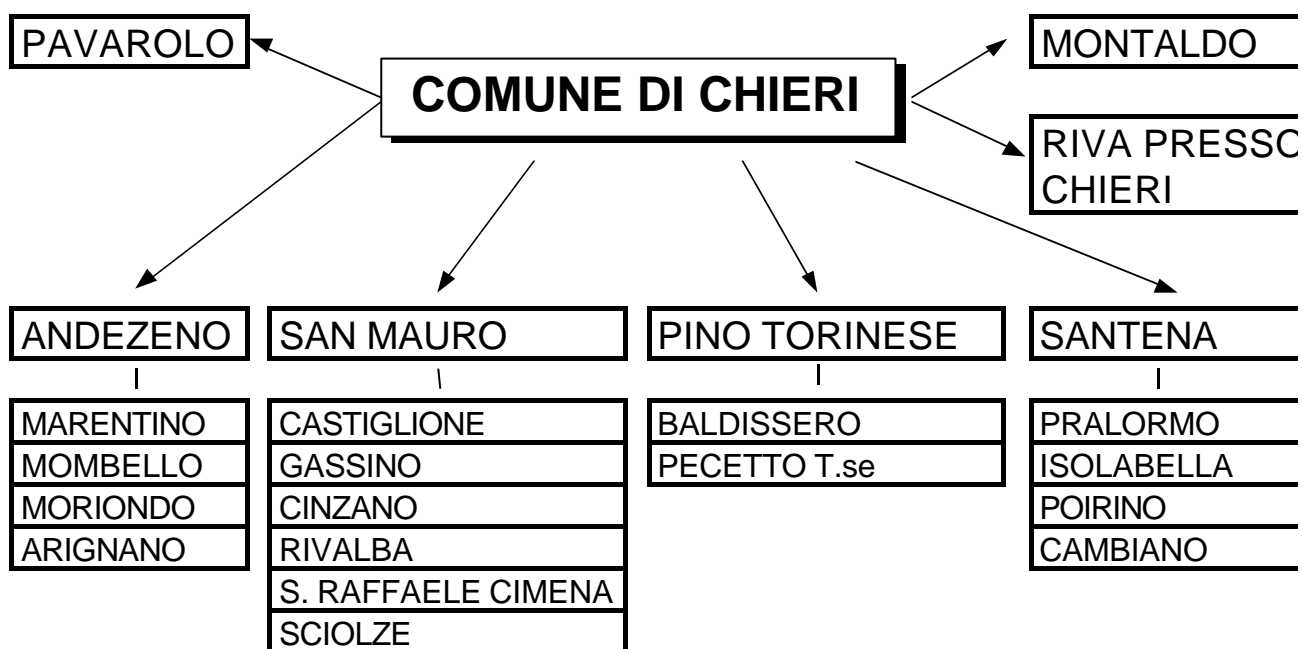 PAVAROLO
COMUNE DI CHIERI
MONTALDO
RIVA PRESSO
CHIERI
ANDEZENO
MARENTINO
MOMBELLO
MORIONDO
ARIGNANO
SAN MAURO
CASTIGLIONE
GASSINO
CINZANO
RIVALBA
S. RAFFAELE CIMENA
SCIOLZE
PINO TORINESE
BALDISSERO
PECETTO T.se
SANTENA
PRALORMO
ISOLABELLA
POIRINO
CAMBIANO